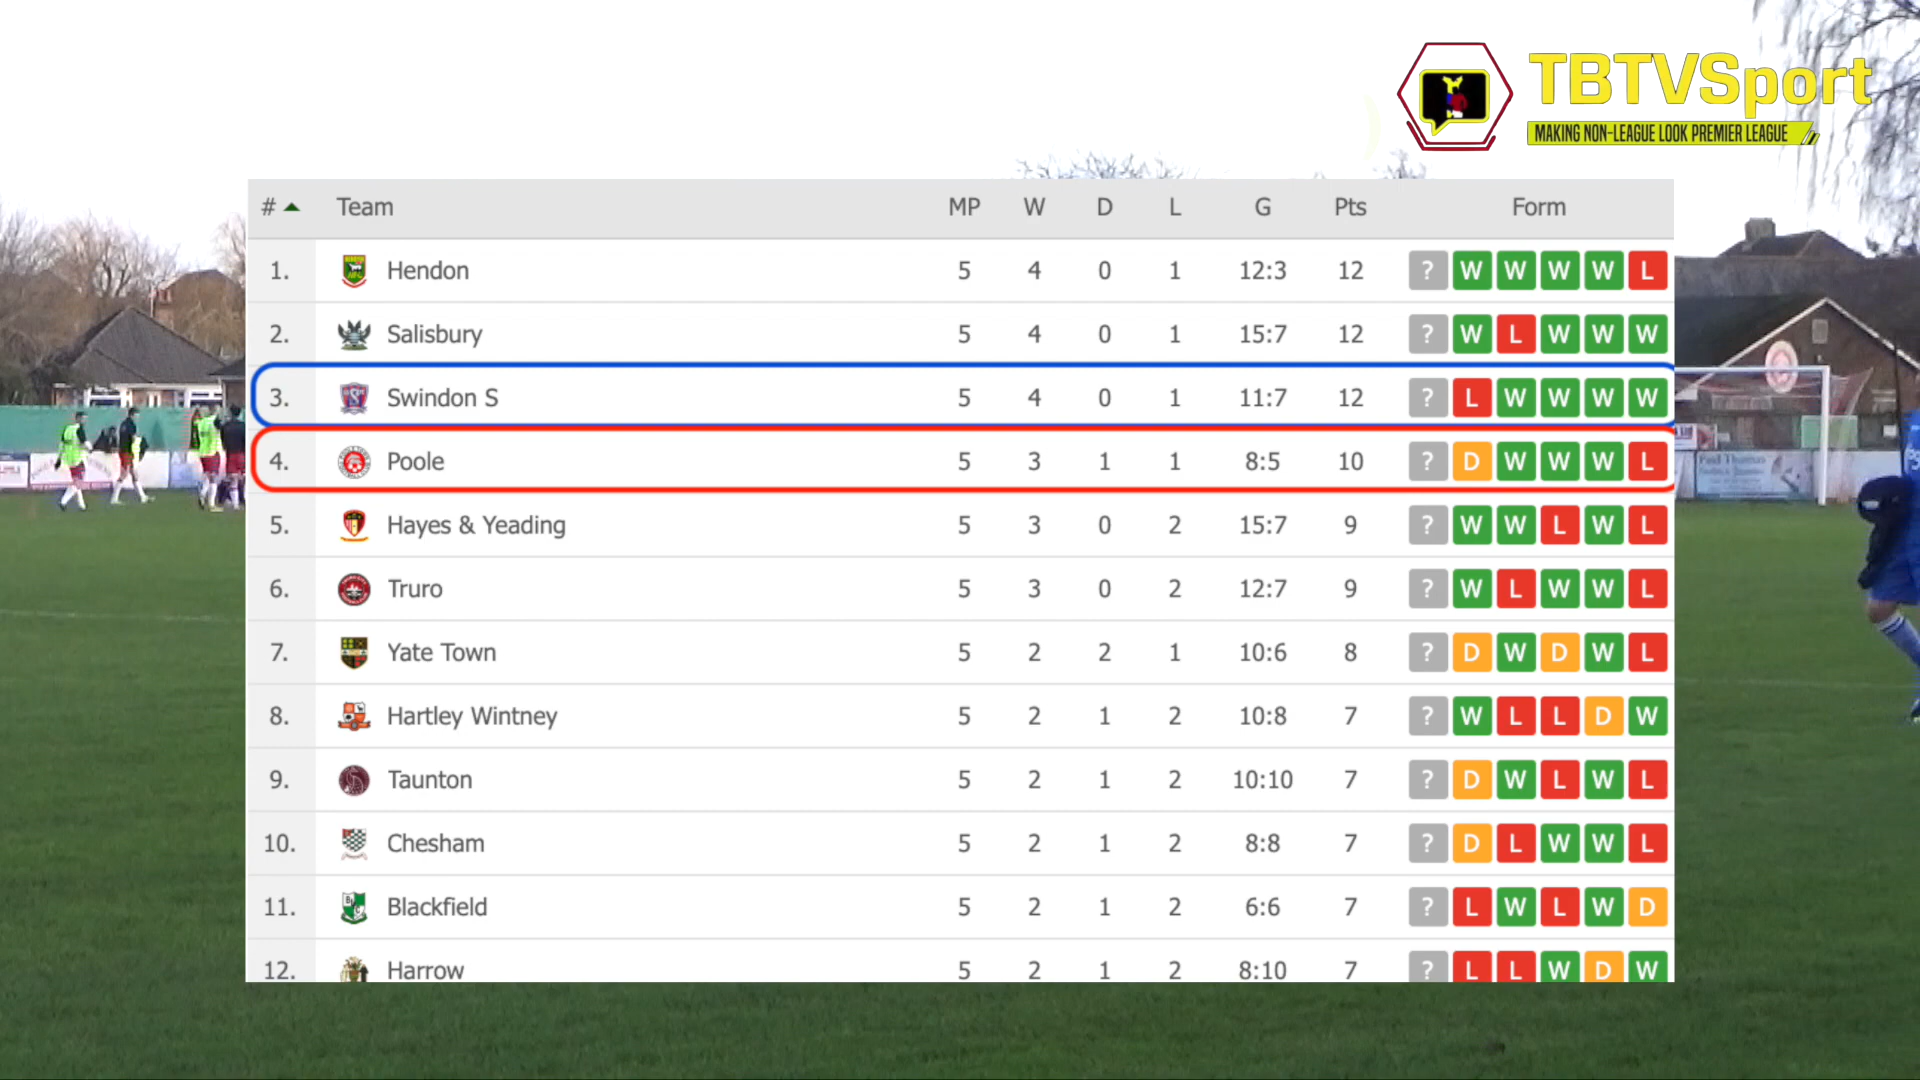 TBTVSport
MAKING NON-LEAGUE LOOK PREMIER LEAGUE
# Team MP W D L G Pts Form
1. Hendon 5 4 0 1 12:3 12 ? W W W W L
2. Salisbury 5 4 0 1 15:7 12 ? W L W W W
3. Swindon S 5 4 0 1 11:7 12 ? L W W W W
4. Poole 5 3 1 1 8:5 10 ? D W W W L
5. Hayes & Yeading 5 3 0 2 15:7 9 ? W W L W L
6. Truro 5 3 0 2 12:7 9 ? W L W W L
7. Yate Town 5 2 2 1 10:6 8 ? D W D W L
8. Hartley Wintney 5 2 1 2 10:8 7 ? W L L D W
9. Taunton 5 2 1 2 10:10 7 ? D W L W L
10. Chesham 5 2 1 2 8:8 7 ? D L W W L
11. Blackfield 5 2 1 2 6:6 7 ? L W L W D
12. Harrow 5 2 1 2 8:10 7 ? L L W D W
Paul Thomas